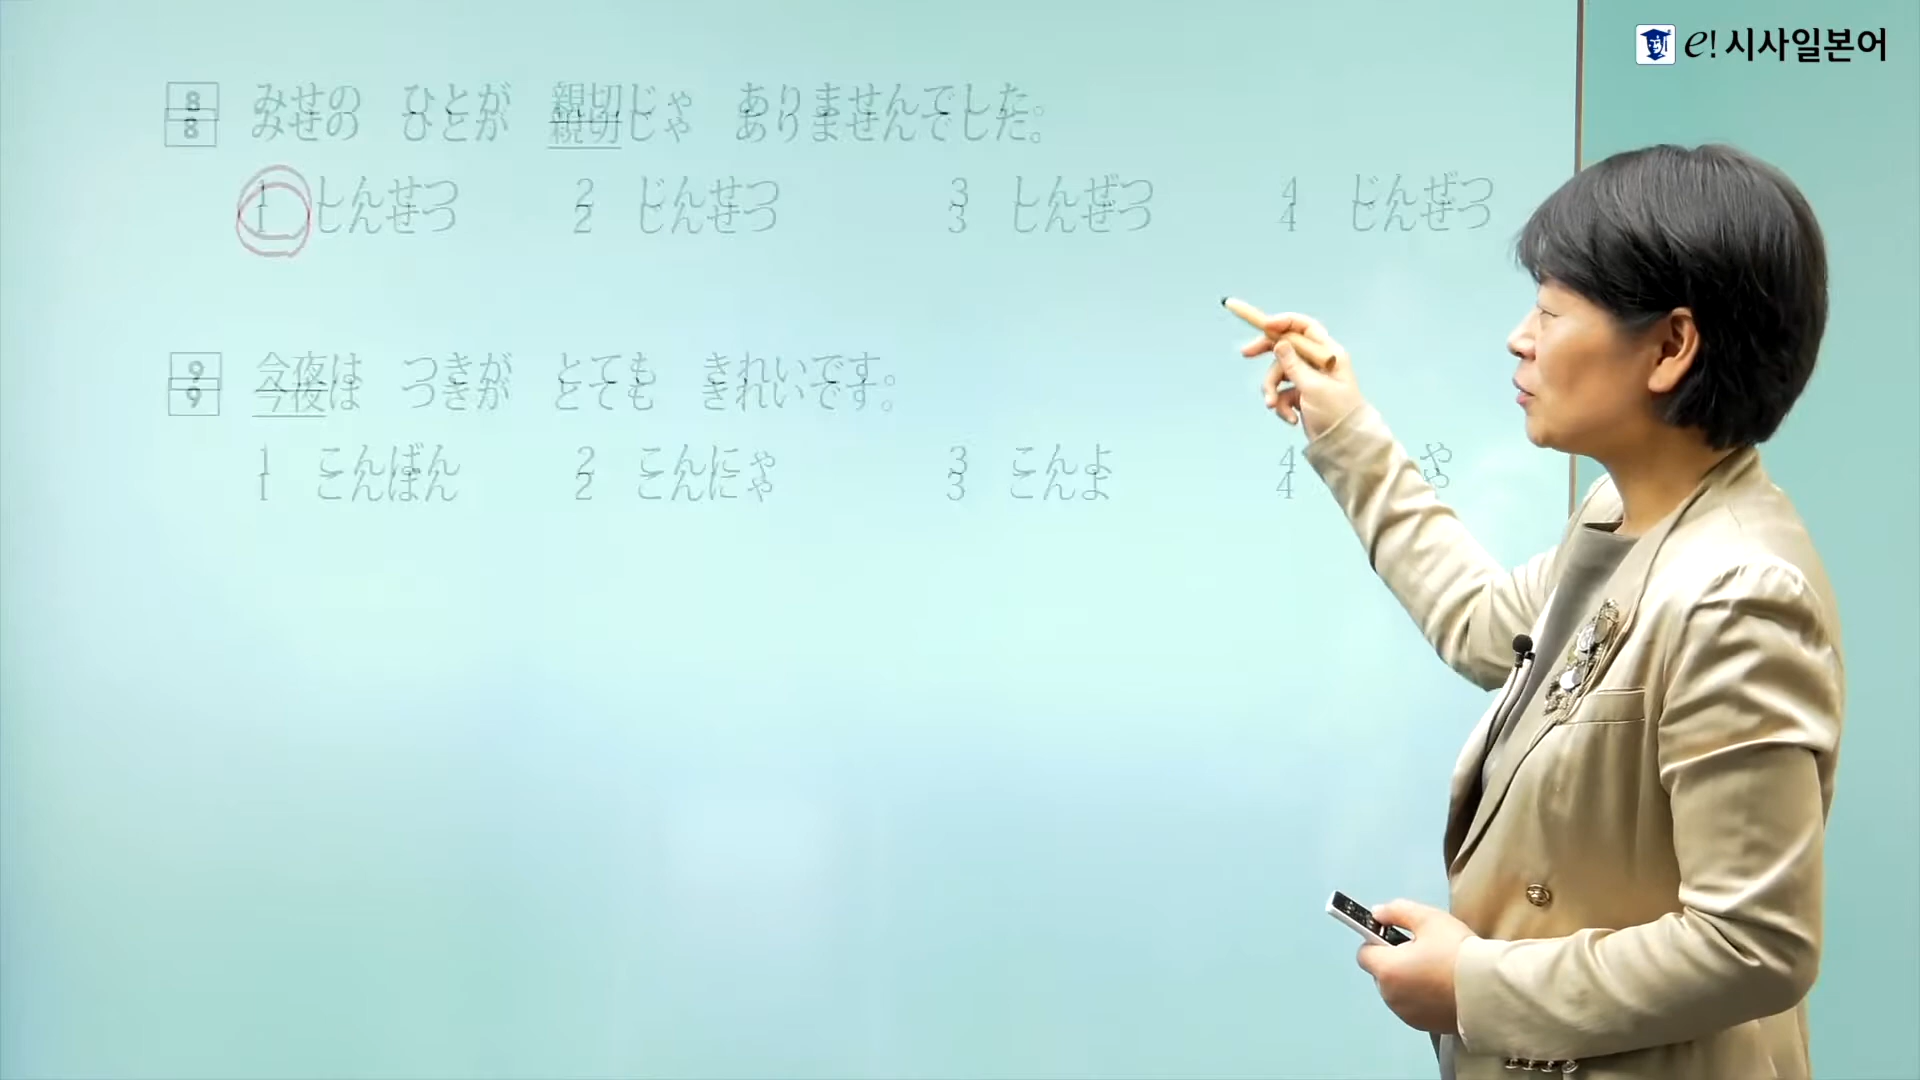 e! 시사일본어
8 みせの ひとが 親切じゃ ありませんでした。
1 しんせつ 2 じんせつ 3 しんぜつ 4 じんぜつ
9 今夜は つきが とても きれいです。
1 こんばん 2 こんにゃ 3 こんよ 4 や